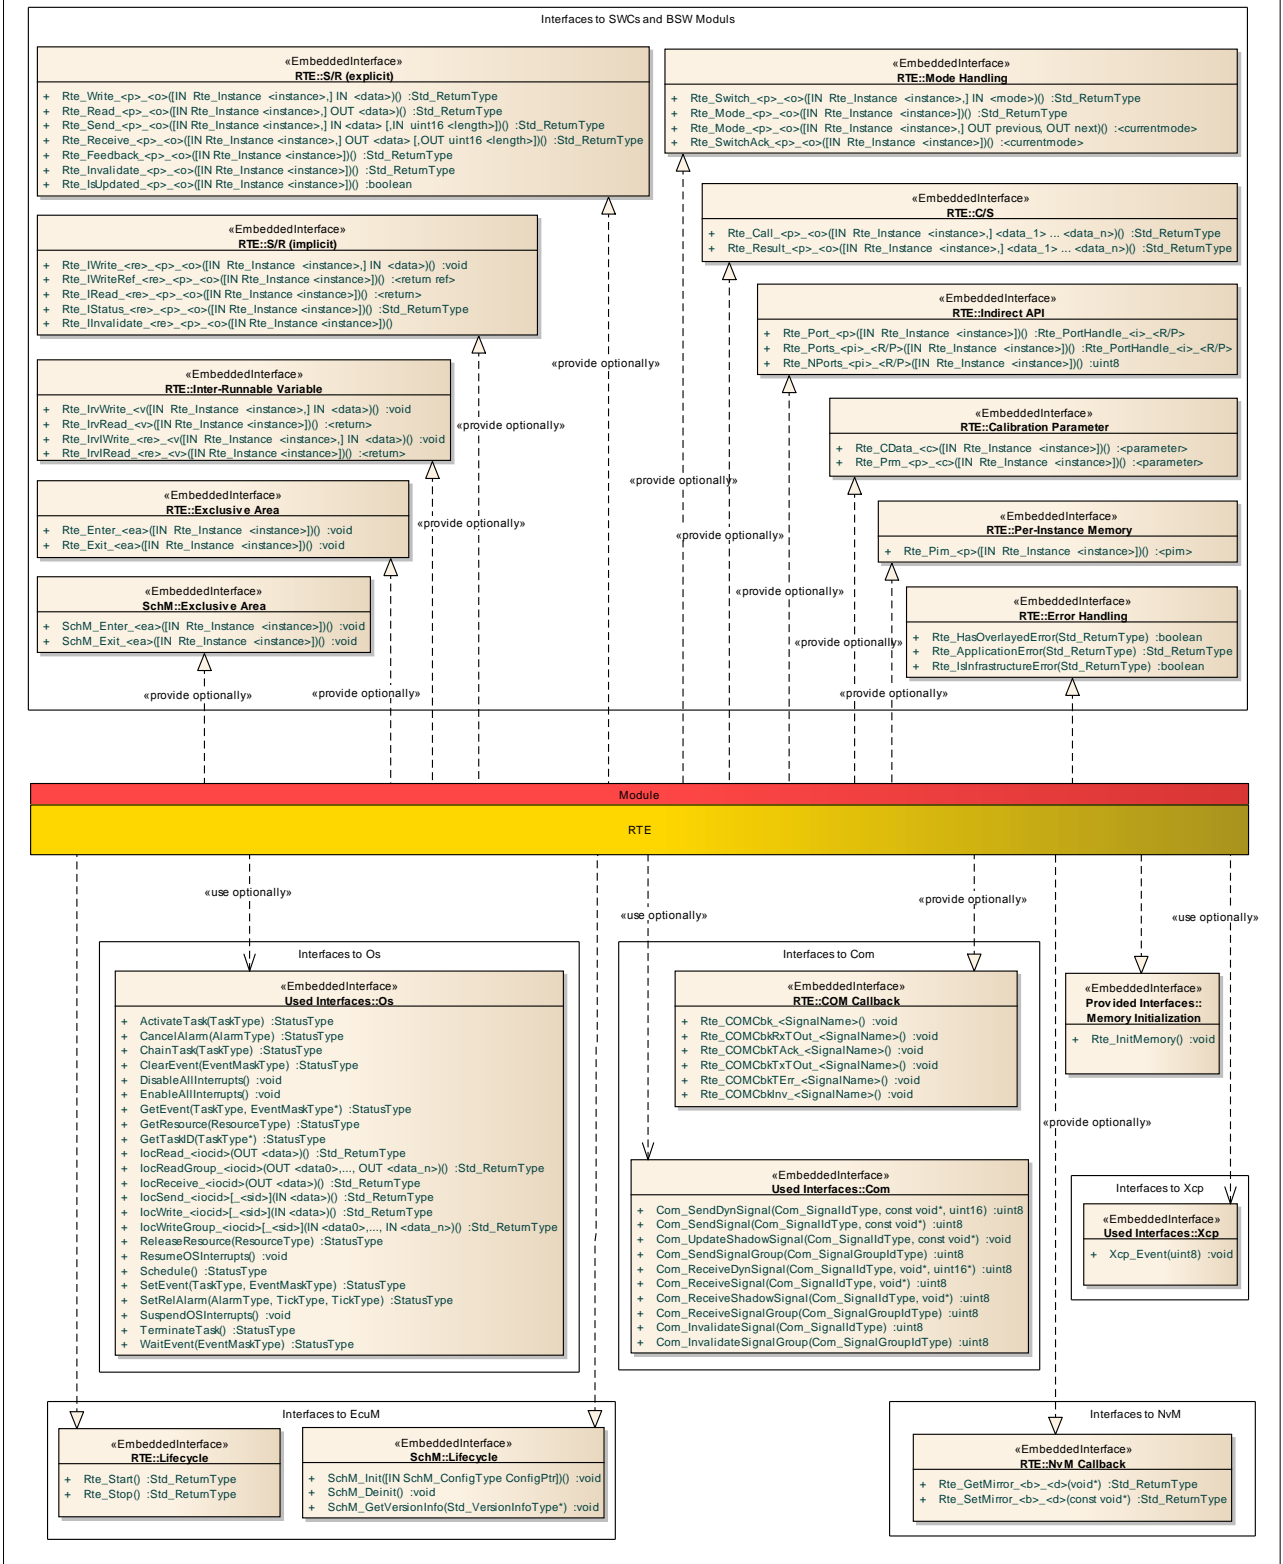 Interfaces to SWCs and BSW Moduls
«EmbeddedInterface»
RTE::S/R (explicit)
+ Rte_Write_<p>_<o>([IN Rte_Instance <instance>,] IN <data>)() :Std_ReturnType
+ Rte_Read_<p>_<o>([IN Rte_Instance <instance>,] OUT <data>)() :Std_ReturnType
+ Rte_Send_<p>_<o>([IN Rte_Instance <instance>,] IN <data> [,IN uint16 <length>])() :Std_ReturnType
+ Rte_Receive_<p>_<o>([IN Rte_Instance <instance>,] OUT <data> [,OUT uint16 <length>])() :Std_ReturnType
+ Rte_Feedback_<p>_<o>([IN Rte_Instance <instance>])() :Std_ReturnType
+ Rte_Invalidate_<p>_<o>([IN Rte_Instance <instance>])() :Std_ReturnType
+ Rte_IsUpdated_<p>_<o>([IN Rte_Instance <instance>])() :boolean
«EmbeddedInterface»
RTE::S/R (implicit)
+ Rte_IWrite_<re>_<p>_<o>([IN Rte_Instance <instance>,] IN <data>)() :void
+ Rte_IWriteRef_<re>_<p>_<o>([IN Rte_Instance <instance>])() :<return ref>
+ Rte_IRead_<re>_<p>_<o>([IN Rte_Instance <instance>])() :<return>
+ Rte_IStatus_<re>_<p>_<o>([IN Rte_Instance <instance>])() :Std_ReturnType
+ Rte_IInvalidate_<re>_<p>_<o>([IN Rte_Instance <instance>])()
«EmbeddedInterface»
RTE::Inter-Runnable Variable
+ Rte_IrvWrite_<v([IN Rte_Instance <instance>,] IN <data>)() :void
+ Rte_IrvRead_<v>([IN Rte_Instance <instance>])() :<return>
+ Rte_IrvIWrite_<re>_<v([IN Rte_Instance <instance>,] IN <data>)() :void
+ Rte_IrvIRead_<re>_<v>([IN Rte_Instance <instance>])() :<return>
«EmbeddedInterface»
RTE::Exclusive Area
+ Rte_Enter_<ea>([IN Rte_Instance <instance>])() :void
+ Rte_Exit_<ea>([IN Rte_Instance <instance>])() :void
«EmbeddedInterface»
SchM::Exclusive Area
+ SchM_Enter_<ea>([IN Rte_Instance <instance>])() :void
+ SchM_Exit_<ea>([IN Rte_Instance <instance>])() :void
«EmbeddedInterface»
RTE::Mode Handling
+ Rte_Switch_<p>_<o>([IN Rte_Instance <instance>,] IN <mode>)() :Std_ReturnType
+ Rte_Mode_<p>_<o>([IN Rte_Instance <instance>])() :Std_ReturnType
+ Rte_Mode_<p>_<o>([IN Rte_Instance <instance>,] OUT previous, OUT next)() :<currentmode>
+ Rte_SwitchAck_<p>_<o>([IN Rte_Instance <instance>])() :<currentmode>
«EmbeddedInterface»
RTE::C/S
+ Rte_Call_<p>_<o>([IN Rte_Instance <instance>,] <data_1> ... <data_n>)() :Std_ReturnType
+ Rte_Result_<p>_<o>([IN Rte_Instance <instance>,] <data_1> ... <data_n>)() :Std_ReturnType
«EmbeddedInterface»
RTE::Indirect API
+ Rte_Port_<p>([IN Rte_Instance <instance>])() :Rte_PortHandle_<i>_<R/P>
+ Rte_Ports_<pi>_<R/P>([IN Rte_Instance <instance>])() :Rte_PortHandle_<i>_<R/P>
+ Rte_NPorts_<pi>_<R/P>([IN Rte_Instance <instance>])() :uint8
«EmbeddedInterface»
RTE::Calibration Parameter
+ Rte_CData_<c>([IN Rte_Instance <instance>])() :<parameter>
+ Rte_Prm_<p>_<c>([IN Rte_Instance <instance>])() :<parameter>
«EmbeddedInterface»
RTE::Per-Instance Memory
+ Rte_Pim_<p>([IN Rte_Instance <instance>])() :<pim>
«EmbeddedInterface»
RTE::Error Handling
+ Rte_HasOverlayedError(Std_ReturnType) :boolean
+ Rte_ApplicationError(Std_ReturnType) :Std_ReturnType
+ Rte_IsInfrastructureError(Std_ReturnType) :boolean
«provide optionally»
«provide optionally»
«provide optionally»
«provide optionally»
«provide optionally»
«provide optionally»
«provide optionally»
«provide optionally»
«provide optionally»
«provide optionally»
Module
RTE
«use optionally»
«use optionally»
«provide optionally»
«use optionally»
«provide optionally»
Interfaces to Os
«EmbeddedInterface»
Used Interfaces::Os
+ ActivateTask(TaskType) :StatusType
+ CancelAlarm(AlarmType) :StatusType
+ ChainTask(TaskType) :StatusType
+ ClearEvent(EventMaskType) :StatusType
+ DisableAllInterrupts() :void
+ EnableAllInterrupts() :void
+ GetEvent(TaskType, EventMaskType*) :StatusType
+ GetResource(ResourceType) :StatusType
+ GetTaskID(TaskType*) :StatusType
+ IocRead_<iocid>(OUT <data>)() :Std_ReturnType
+ IocReadGroup_<iocid>(OUT <data0>,..., OUT <data_n>)() :Std_ReturnType
+ IocReceive_<iocid>(OUT <data>)() :Std_ReturnType
+ IocSend_<iocid>[_<sid>](IN <data>)() :Std_ReturnType
+ IocWrite_<iocid>[_<sid>](IN <data>)() :Std_ReturnType
+ IocWriteGroup_<iocid>[_<sid>](IN <data0>,..., IN <data_n>)() :Std_ReturnType
+ ReleaseResource(ResourceType) :StatusType
+ ResumeOSInterrupts() :void
+ Schedule() :StatusType
+ SetEvent(TaskType, EventMaskType) :StatusType
+ SetRelAlarm(AlarmType, TickType, TickType) :StatusType
+ SuspendOSInterrupts() :void
+ TerminateTask() :StatusType
+ WaitEvent(EventMaskType) :StatusType
Interfaces to Com
«EmbeddedInterface»
RTE::COM Callback
+ Rte_COMCbk_<SignalName>() :void
+ Rte_COMCbkRxTOut_<SignalName>() :void
+ Rte_COMCbkTAck_<SignalName>() :void
+ Rte_COMCbkTxTOut_<SignalName>() :void
+ Rte_COMCbkTErr_<SignalName>() :void
+ Rte_COMCbkInv_<SignalName>() :void
«EmbeddedInterface»
Used Interfaces::Com
+ Com_SendDynSignal(Com_SignalIdType, const void*, uint16) :uint8
+ Com_SendSignal(Com_SignalIdType, const void*) :uint8
+ Com_UpdateShadowSignal(Com_SignalIdType, const void*) :void
+ Com_SendSignalGroup(Com_SignalGroupIdType) :uint8
+ Com_ReceiveDynSignal(Com_SignalIdType, void*, uint16*) :uint8
+ Com_ReceiveSignal(Com_SignalIdType, void*) :uint8
+ Com_ReceiveShadowSignal(Com_SignalIdType, void*) :uint8
+ Com_ReceiveSignalGroup(Com_SignalGroupIdType) :uint8
+ Com_InvalidateSignal(Com_SignalIdType) :uint8
+ Com_InvalidateSignalGroup(Com_SignalGroupIdType) :uint8
«EmbeddedInterface»
Provided Interfaces::
Memory Initialization
+ Rte_InitMemory() :void
Interfaces to Xcp
«EmbeddedInterface»
Used Interfaces::Xcp
+ Xcp_Event(uint8) :void
Interfaces to EcuM
«EmbeddedInterface»
RTE::Lifecycle
+ Rte_Start() :Std_ReturnType
+ Rte_Stop() :Std_ReturnType
«EmbeddedInterface»
SchM::Lifecycle
+ SchM_Init([IN SchM_ConfigType ConfigPtr])() :void
+ SchM_Deinit() :void
+ SchM_GetVersionInfo(Std_VersionInfoType*) :void
Interfaces to NvM
«EmbeddedInterface»
RTE::NvM Callback
+ Rte_GetMirror_<b>_<d>(void*) :Std_ReturnType
+ Rte_SetMirror_<b>_<d>(const void*) :Std_ReturnType